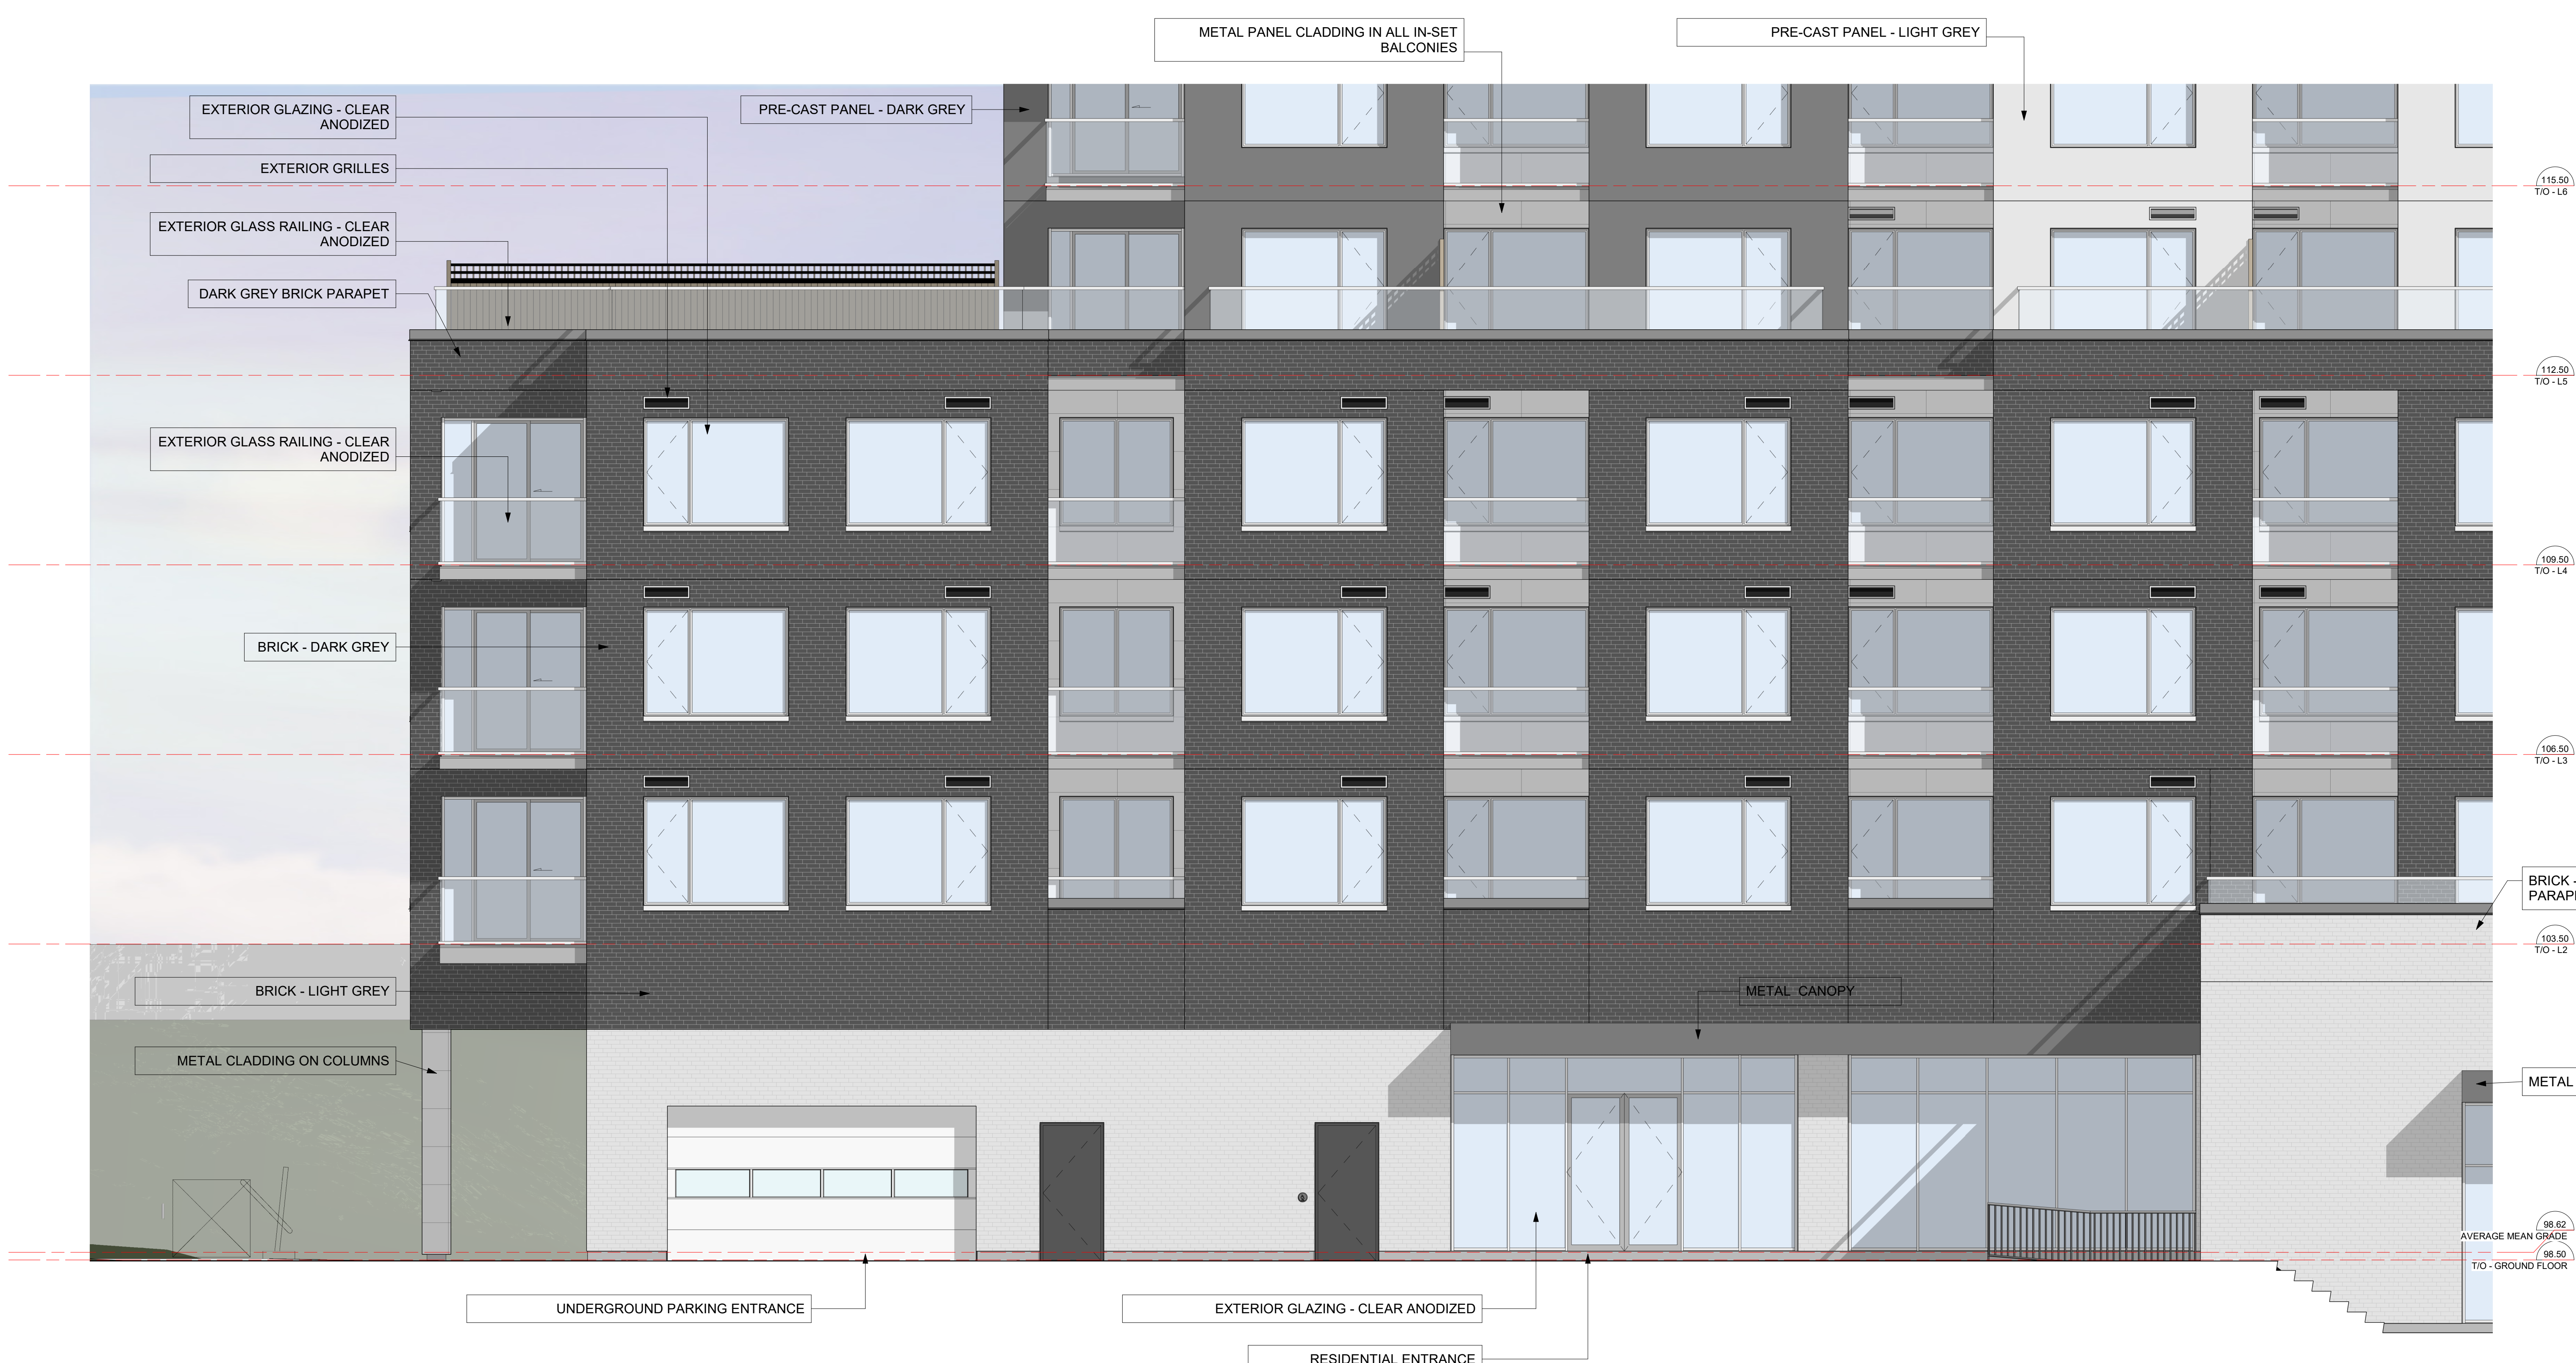 METAL PANEL CLADDING IN ALL IN-SET
BALCONIES
PRE-CAST PANEL - LIGHT GREY
EXTERIOR GLAZING - CLEAR
ANODIZED
PRE-CAST PANEL - DARK GREY
EXTERIOR GRILLES
115.50
T/O - L6
EXTERIOR GLASS RAILING - CLEAR
ANODIZED
DARK GREY BRICK PARAPET
112.50
T/O - L5
EXTERIOR GLASS RAILING - CLEAR
ANODIZED
109.50
T/O - L4
BRICK - DARK GREY
106.50
T/O - L3
BRICK -
PARAP
103.50
T/O - L2
BRICK - LIGHT GREY
METAL CANOPY
METAL CLADDING ON COLUMNS
METAL
98.62
AVERAGE MEAN GRADE
98.50
T/O - GROUND FLOOR
UNDERGROUND PARKING ENTRANCE
EXTERIOR GLAZING - CLEAR ANODIZED
RESIDENTIAL ENTRANCE